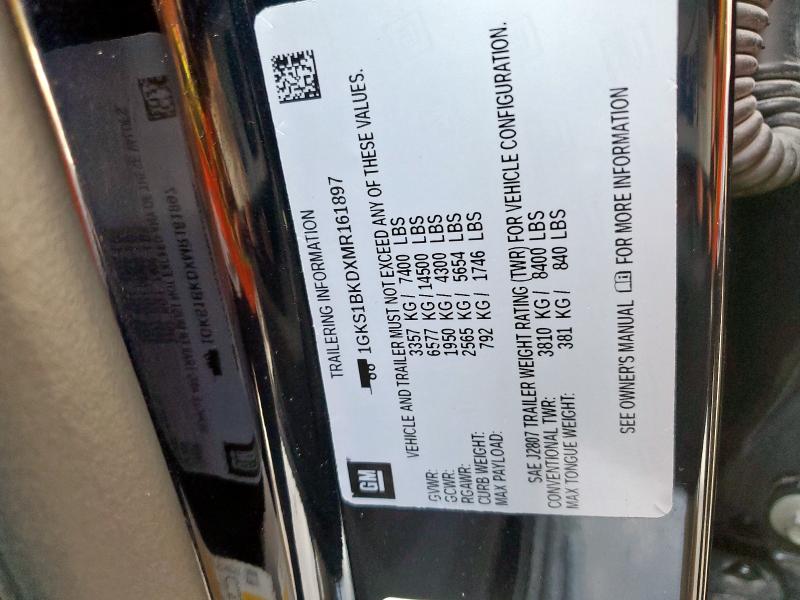 TRAILERING INFORMATION
1GKS1BKDXMR161897
GM
VEHICLE AND TRAILER MUST NOT EXCEED ANY OF THESE VALUES.
GVWR: 3357 KG / 7400 LBS
GCWR: 6577 KG / 14500 LBS
RGAWR: 1950 KG / 4300 LBS
CURB WEIGHT: 2565 KG / 5654 LBS
MAX PAYLOAD: 792 KG / 1746 LBS
SAE J2807 TRAILER WEIGHT RATING (TWR) FOR VEHICLE CONFIGURATION.
CONVENTIONAL TWR: 3810 KG / 8400 LBS
MAX TONGUE WEIGHT: 381 KG / 840 LBS
SEE OWNER'S MANUAL FOR MORE INFORMATION